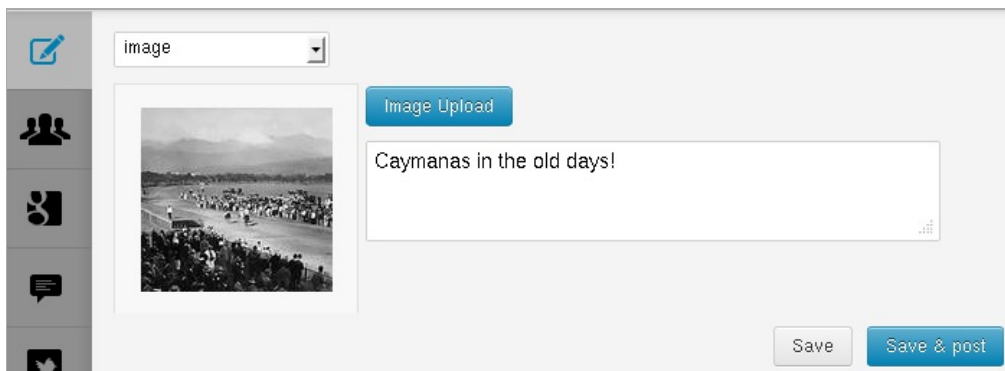 image
Image Upload
Caymanas in the old days!
Save
Save & post